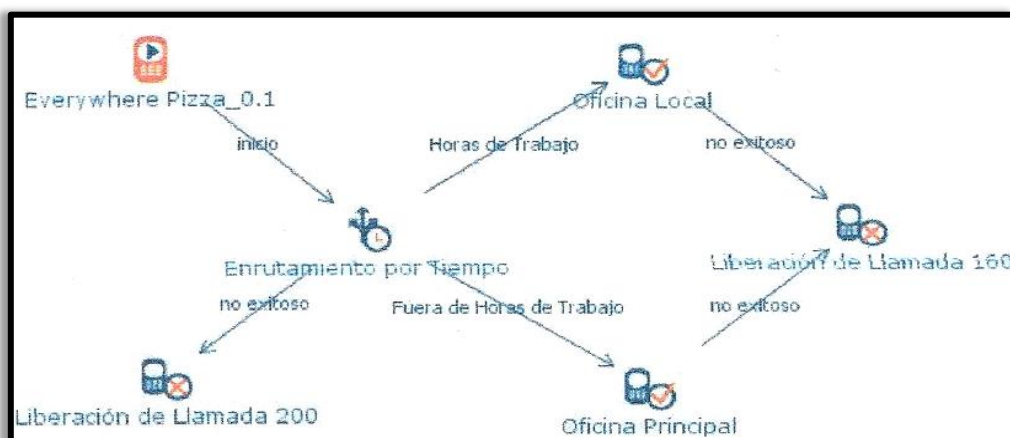 Everywhere Pizza_0.1
Oficina Local
inicio
Horas de Trabajo
no exitoso
Enrutamiento por Tiempo
Liberación de Llamada 160
no exitoso
Fuera de Horas de Trabajo
no exitoso
Liberación de Llamada 200
Oficina Principal